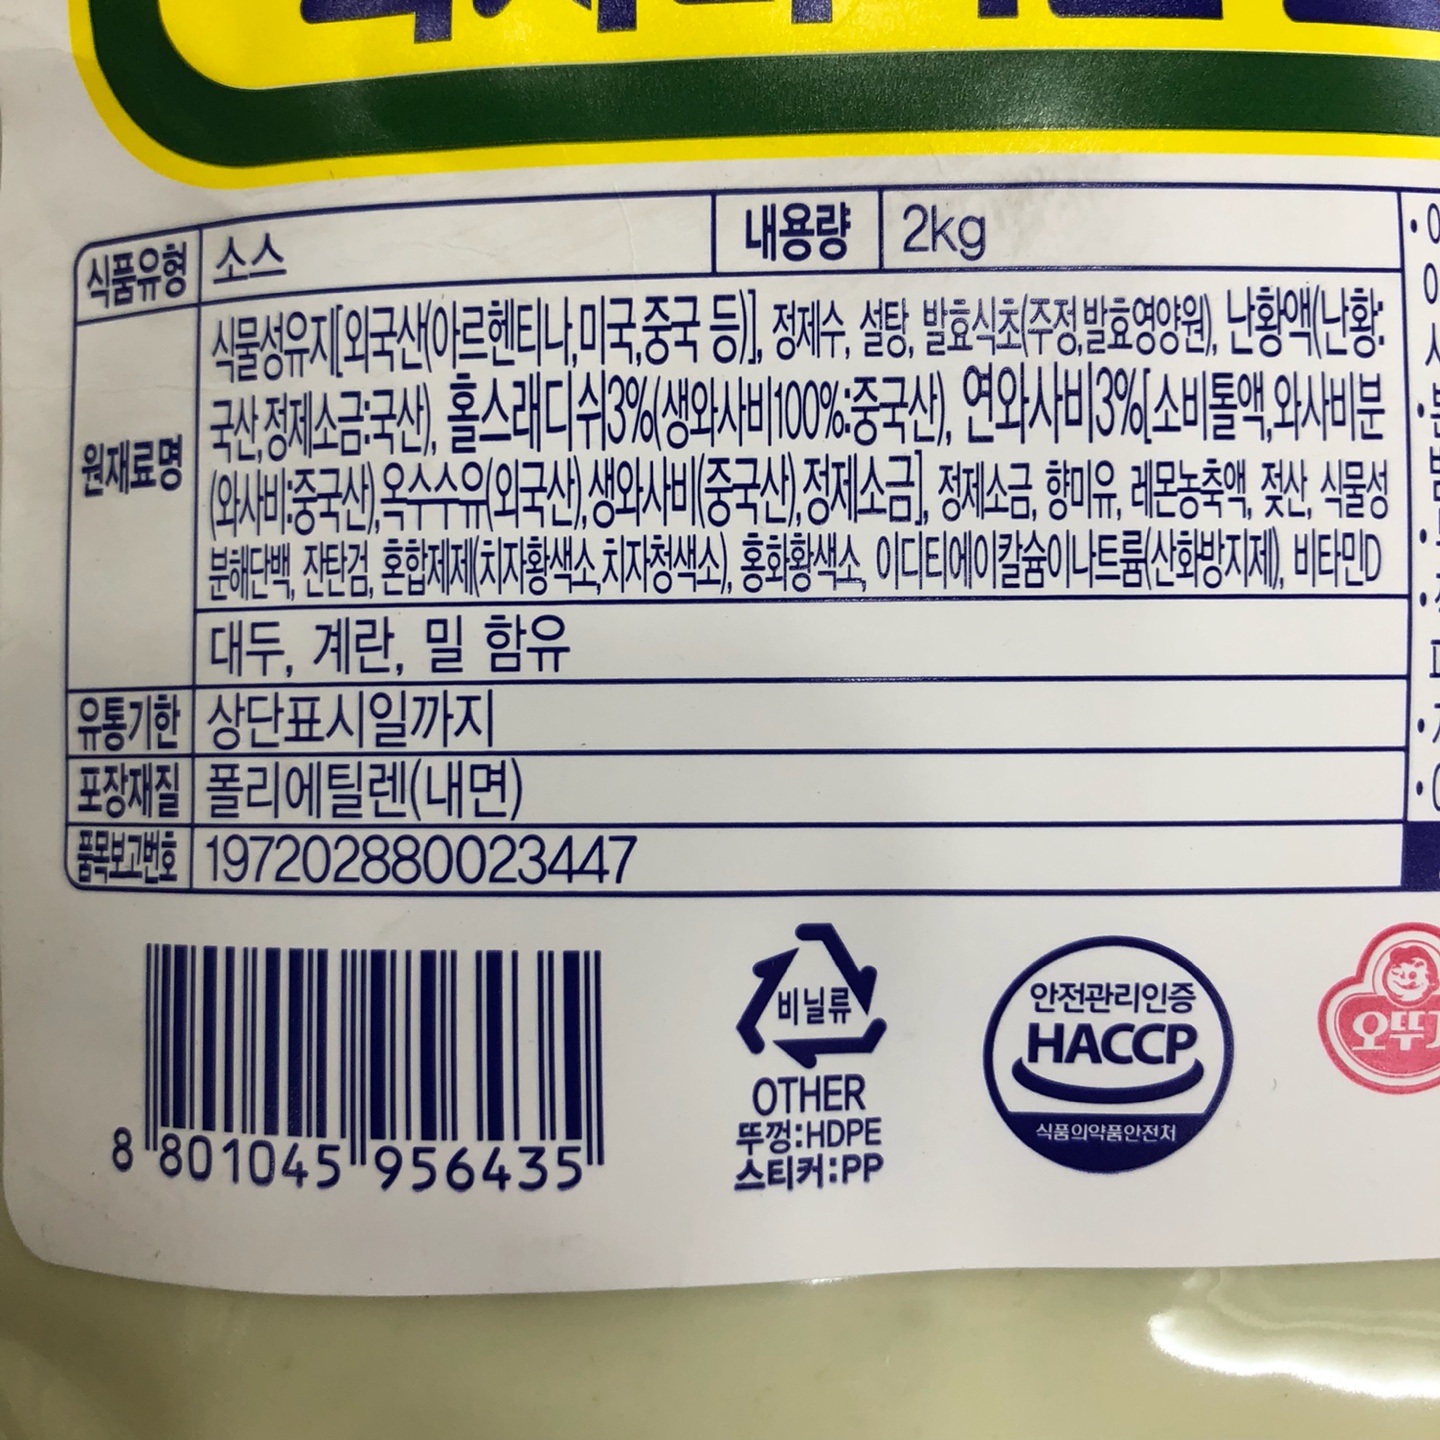 식품유형 소스 내용량 2kg
원재료명
식물성유지[외국산(아르헨티나,미국,중국 등)], 정제수, 설탕, 발효식초(주정,발효영양원), 난황액(난황:
국산,정제소금:국산), 홀스래디쉬3%(생와사비100%:중국산), 연와사비3%[소비톨액,와사비분
(와사비:중국산),옥수수유(외국산),생와사비(중국산),정제소금], 정제소금, 향미유, 레몬농축액, 젖산, 식물성
분해단백, 잔탄검, 혼합제제(치자황색소,치자청색소), 홍화황색소, 이디티에이칼슘이나트륨(산화방지제), 비타민D
대두, 계란, 밀 함유
유통기한 상단표시일까지
포장재질 폴리에틸렌(내면)
품목보고번호 197202880023447
8 801045 956435
비닐류
OTHER
뚜껑:HDPE
스티커:PP
안전관리인증
HACCP
식품의약품안전처